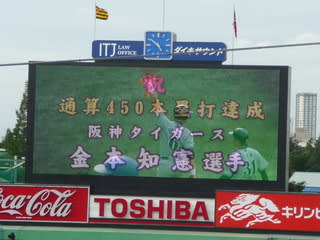 ITJ LAW OFFICE ダイキサウンド
祝
通算450本塁打達成
阪神タイガース
金本知憲選手
Coca-Cola TOSHIBA キリンビ